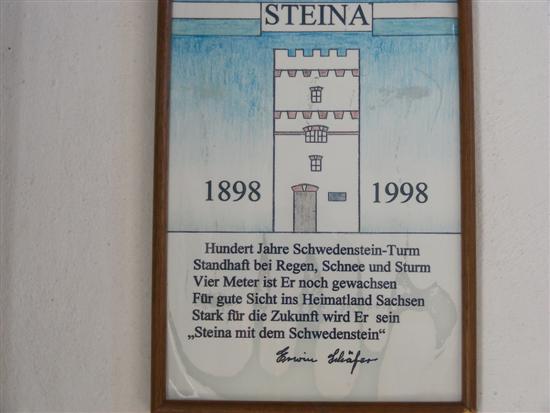 STEINA
1898 1998
Hundert Jahre Schwedenstein-Turm
Standhaft bei Regen, Schnee und Sturm
Vier Meter ist Er noch gewachsen
Für gute Sicht ins Heimatland Sachsen
Stark für die Zukunft wird Er sein
„Steina mit dem Schwedenstein“
Erwin Schäfer